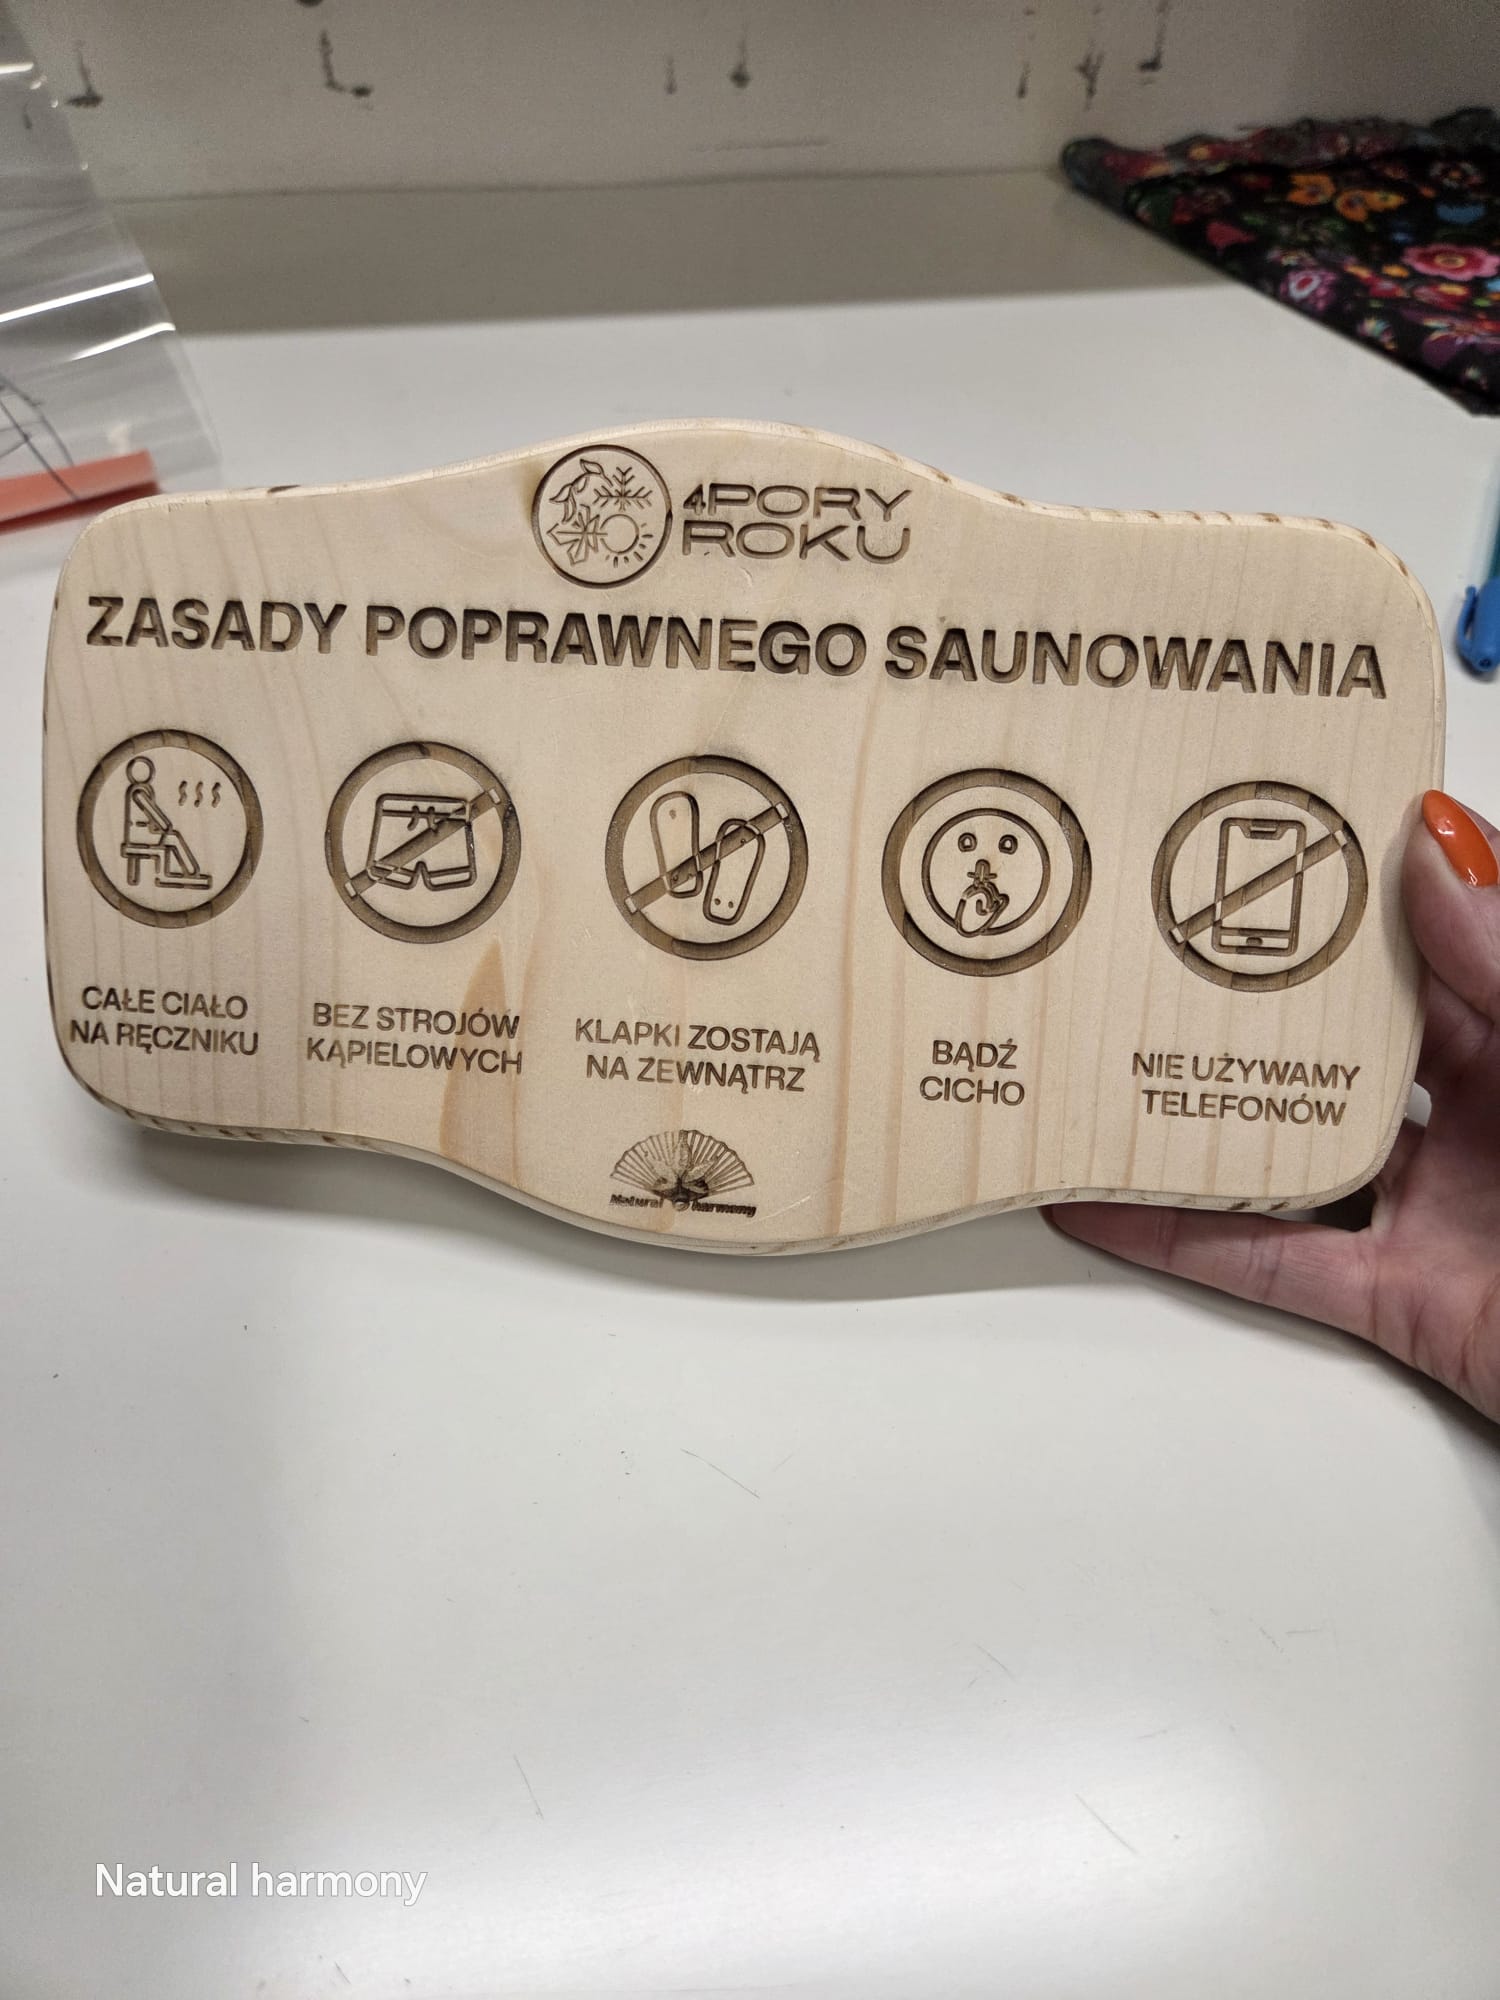 4PORY
ROKU
ZASADY POPRAWNEGO SAUNOWANIA
CAŁE CIAŁO
NA RĘCZNIKU
BEZ STROJÓW
KĄPIELOWYCH
KLAPKI ZOSTAJĄ
NA ZEWNĄTRZ
BĄDŹ
CICHO
NIE UŻYWAMY
TELEFONÓW
Natural harmony
Natural harmony